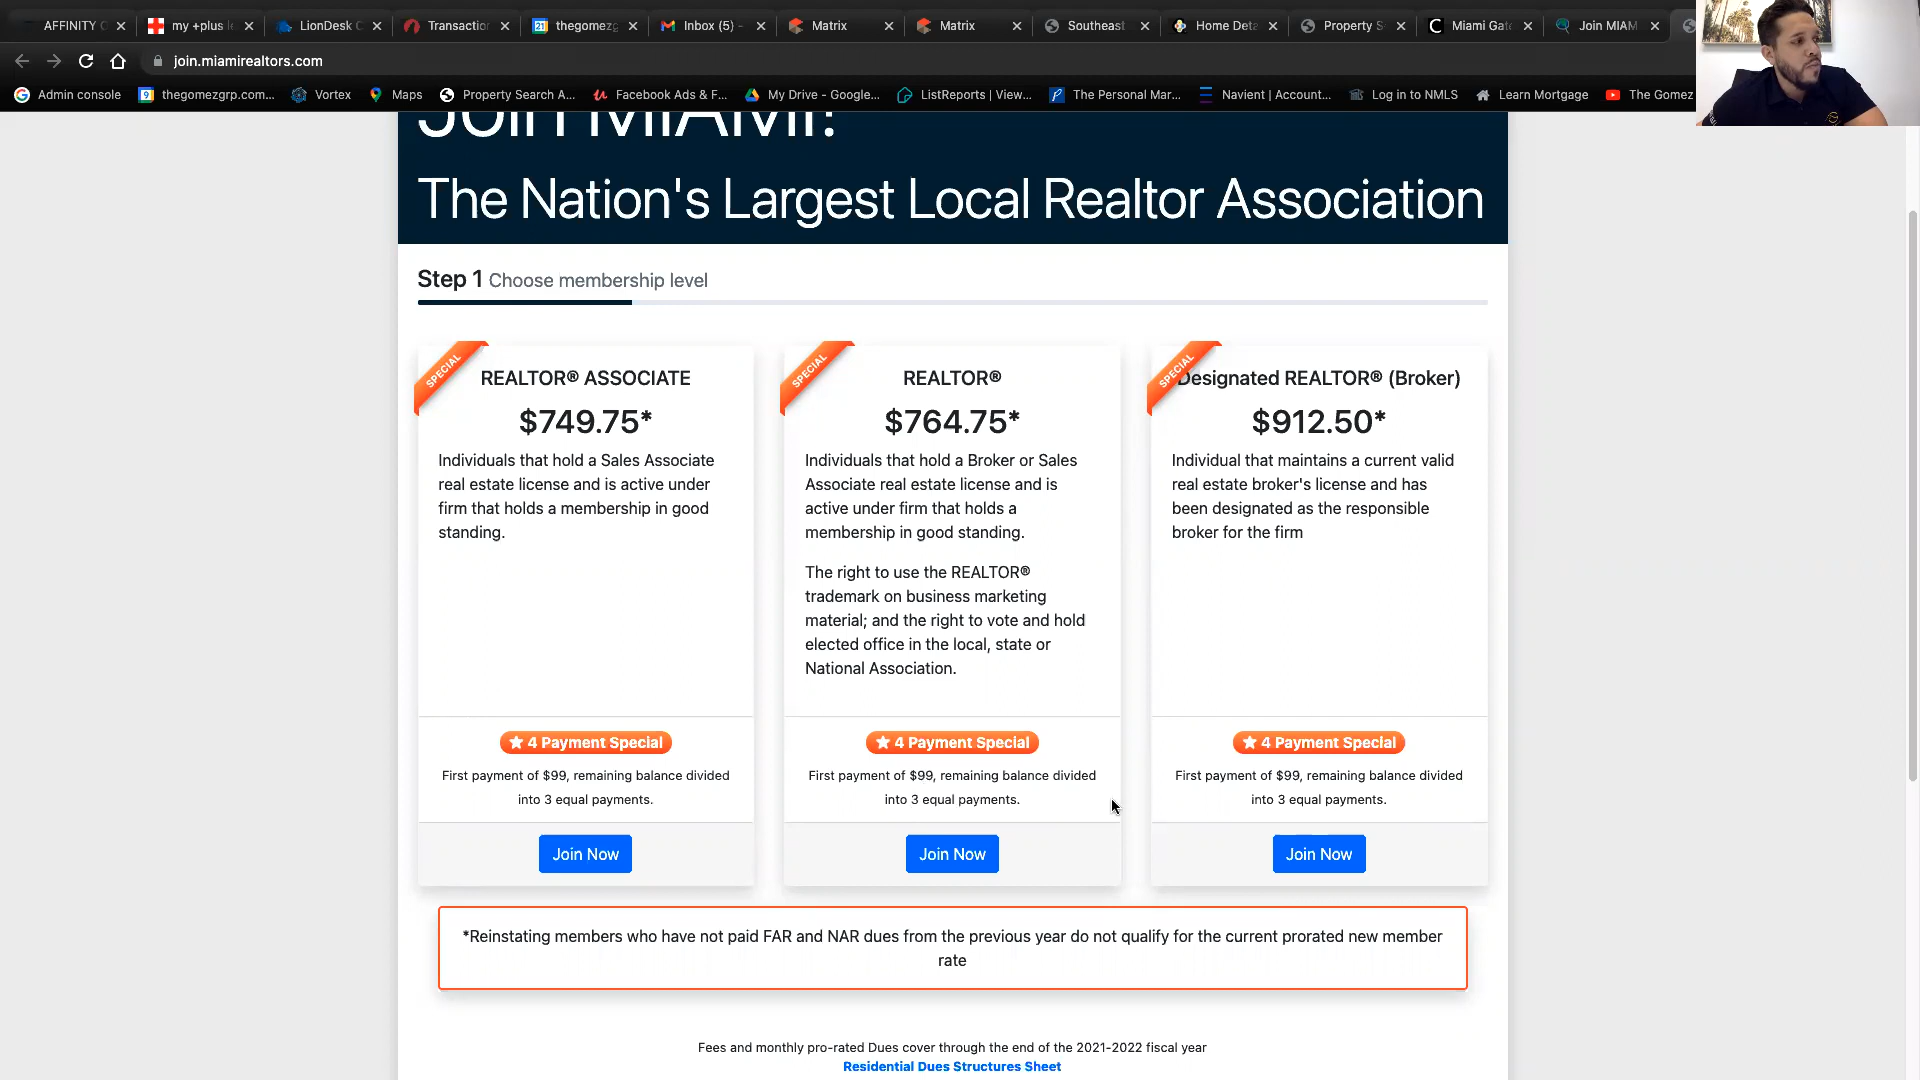 AFFINITY
my +plus le
LionDesk C
Transaction
21 thegomezg
Inbox (5) -
Matrix
Matrix
Southeast
Home Deta
Property S
Miami Gate
Join MIAM
join.miamirealtors.com
Admin console
9 thegomezgrp.com...
Vortex
Maps
Property Search A...
Facebook Ads & F...
My Drive - Google...
ListReports | View...
The Personal Mar...
Navient | Account...
Log in to NMLS
Learn Mortgage
The Gomez
Join MIAMI:
The Nation's Largest Local Realtor Association
Step 1 Choose membership level
SPECIAL
REALTOR® ASSOCIATE
$749.75*
Individuals that hold a Sales Associate
real estate license and is active under
firm that holds a membership in good
standing.
★ 4 Payment Special
First payment of $99, remaining balance divided
into 3 equal payments.
Join Now
SPECIAL
REALTOR®
$764.75*
Individuals that hold a Broker or Sales
Associate real estate license and is
active under firm that holds a
membership in good standing.
The right to use the REALTOR®
trademark on business marketing
material; and the right to vote and hold
elected office in the local, state or
National Association.
★ 4 Payment Special
First payment of $99, remaining balance divided
into 3 equal payments.
Join Now
SPECIAL
Designated REALTOR® (Broker)
$912.50*
Individual that maintains a current valid
real estate broker's license and has
been designated as the responsible
broker for the firm
★ 4 Payment Special
First payment of $99, remaining balance divided
into 3 equal payments.
Join Now
*Reinstating members who have not paid FAR and NAR dues from the previous year do not qualify for the current prorated new member
rate
Fees and monthly pro-rated Dues cover through the end of the 2021-2022 fiscal year
Residential Dues Structures Sheet